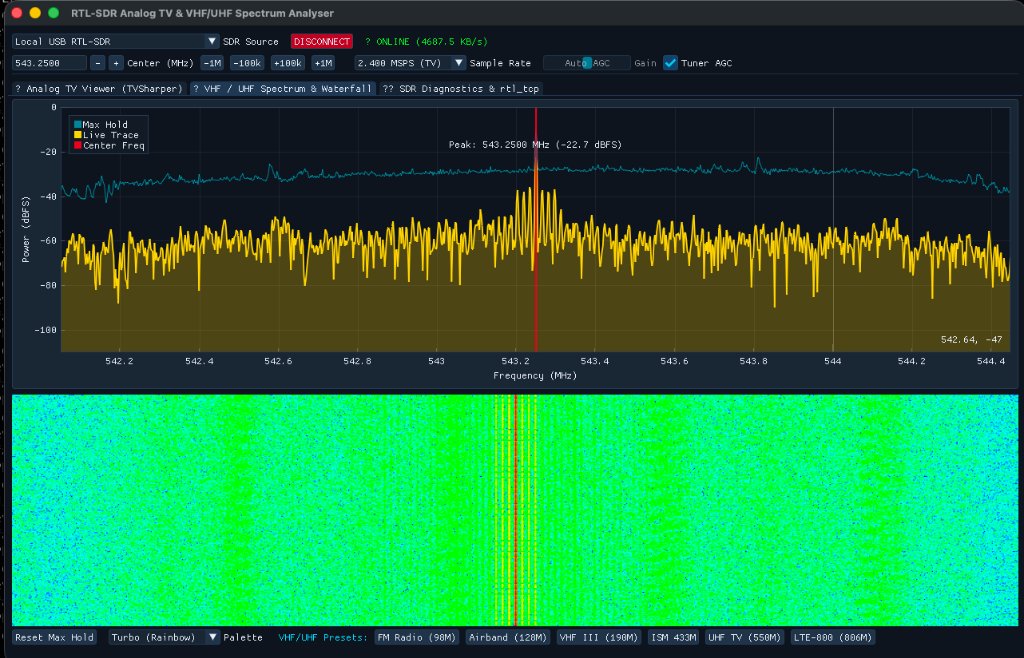 RTL-SDR Analog TV & VHF/UHF Spectrum Analyser
Local USB RTL-SDR ▼ SDR Source DISCONNECT ? ONLINE (4687.5 KB/s)
543.2500 - + Center (MHz) -1M -100k +100k +1M 2.400 MSPS (TV) ▼ Sample Rate Auto AGC Gain Tuner AGC
? Analog TV Viewer (TVSharper) ? VHF / UHF Spectrum & Waterfall ?? SDR Diagnostics & rtl_tcp
0
Max Hold
Live Trace
Center Freq
Peak: 543.2500 MHz (-22.7 dBFS)
-20
-40
Power (dBFS)
-60
-80
-100
542.64, -47
542.2 542.4 542.6 542.8 543 543.2 543.4 543.6 543.8 544 544.2 544.4
Frequency (MHz)
Reset Max Hold Turbo (Rainbow) ▼ Palette VHF/UHF Presets: FM Radio (98M) Airband (128M) VHF III (190M) ISM 433M UHF TV (550M) LTE-800 (806M)